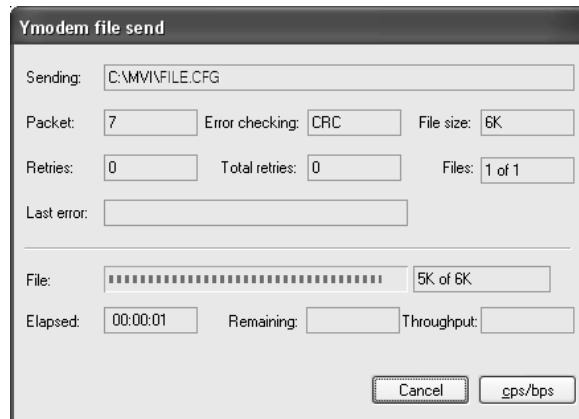 Ymodem file send
Sending: C:\MVI\FILE.CFG
Packet: 7 Error checking: CRC File size: 6K
Retries: 0 Total retries: 0 Files: 1 of 1
Last error:
File: 5K of 6K
Elapsed: 00:00:01 Remaining: Throughput:
Cancel cps/bps